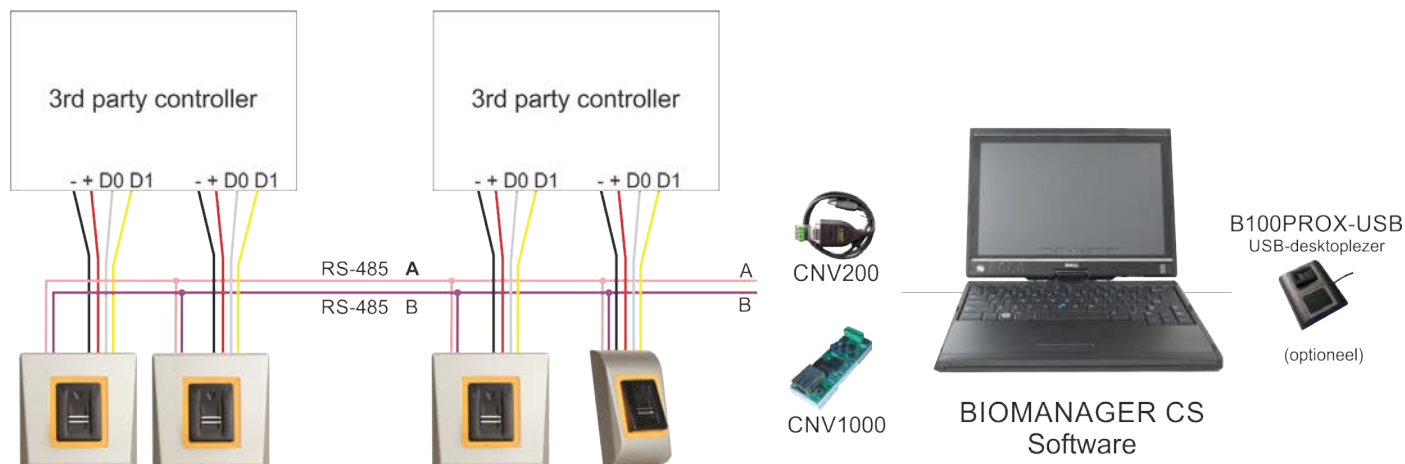 3rd party controller
- + D0 D1
- + D0 D1
3rd party controller
- + D0 D1
- + D0 D1
RS-485 A
RS-485 B
A
B
CNV200
CNV1000
BIOMANAGER CS
Software
B100PROX-USB
USB-desktoplezer
(optioneel)